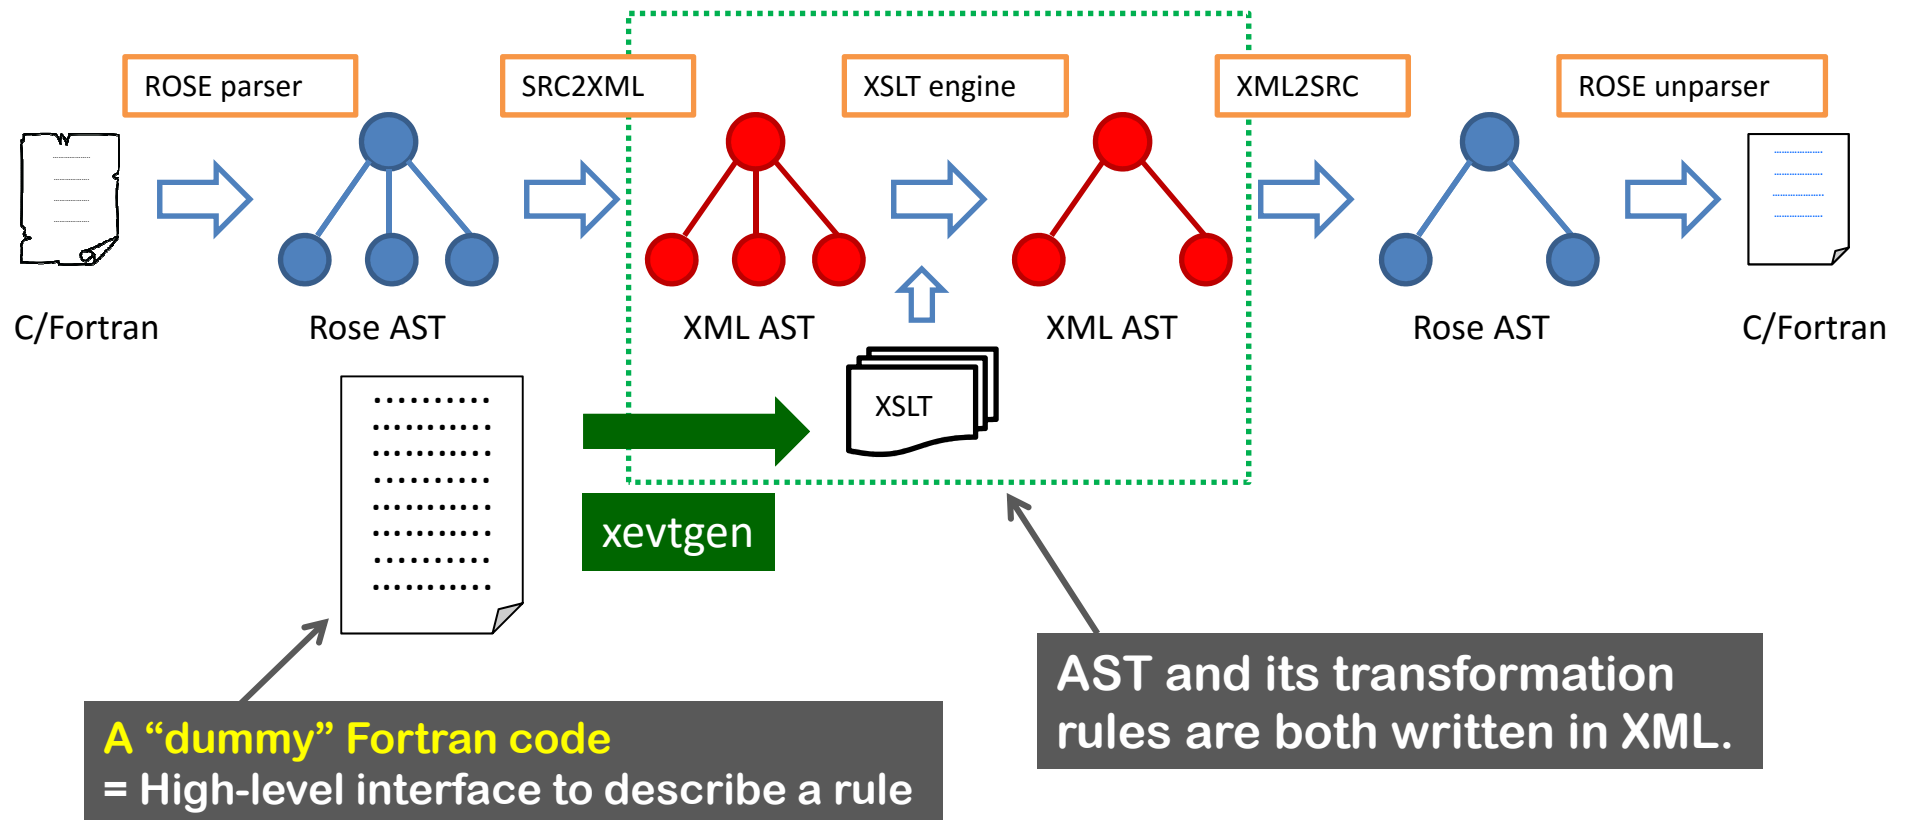 ROSE parser
SRC2XML
XSLT engine
XML2SRC
ROSE unparser
C/Fortran
Rose AST
XML AST
XML AST
Rose AST
C/Fortran
XSLT
xevtgen
AST and its transformation
rules are both written in XML.
A “dummy” Fortran code
= High-level interface to describe a rule